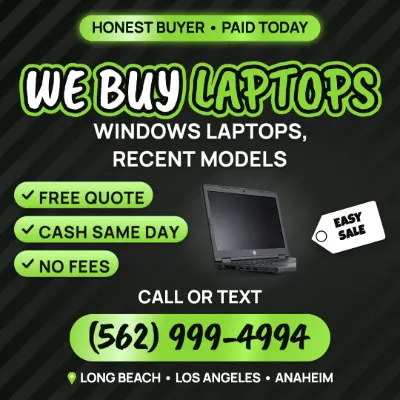 HONEST BUYER • PAID TODAY
WE BUY LAPTOPS
WINDOWS LAPTOPS,
RECENT MODELS
FREE QUOTE
CASH SAME DAY
NO FEES
EASY
SALE
CALL OR TEXT
(562) 999-4994
LONG BEACH • LOS ANGELES • ANAHEIM